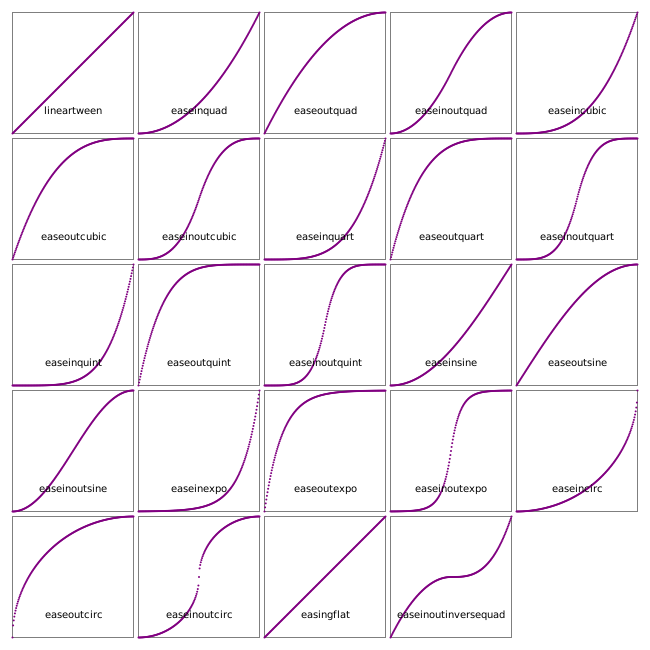 lineartween
easeinquad
easeoutquad
easeinoutquad
easeincubic
easeoutcubic
easeinoutcubic
easeinquart
easeoutquart
easeinoutquart
easeinquint
easeoutquint
easeinoutquint
easeinsine
easeoutsine
easeinoutsine
easeinexpo
easeoutexpo
easeinoutexpo
easeincirc
easeoutcirc
easeinoutcirc
easingflat
easeinoutinversequad